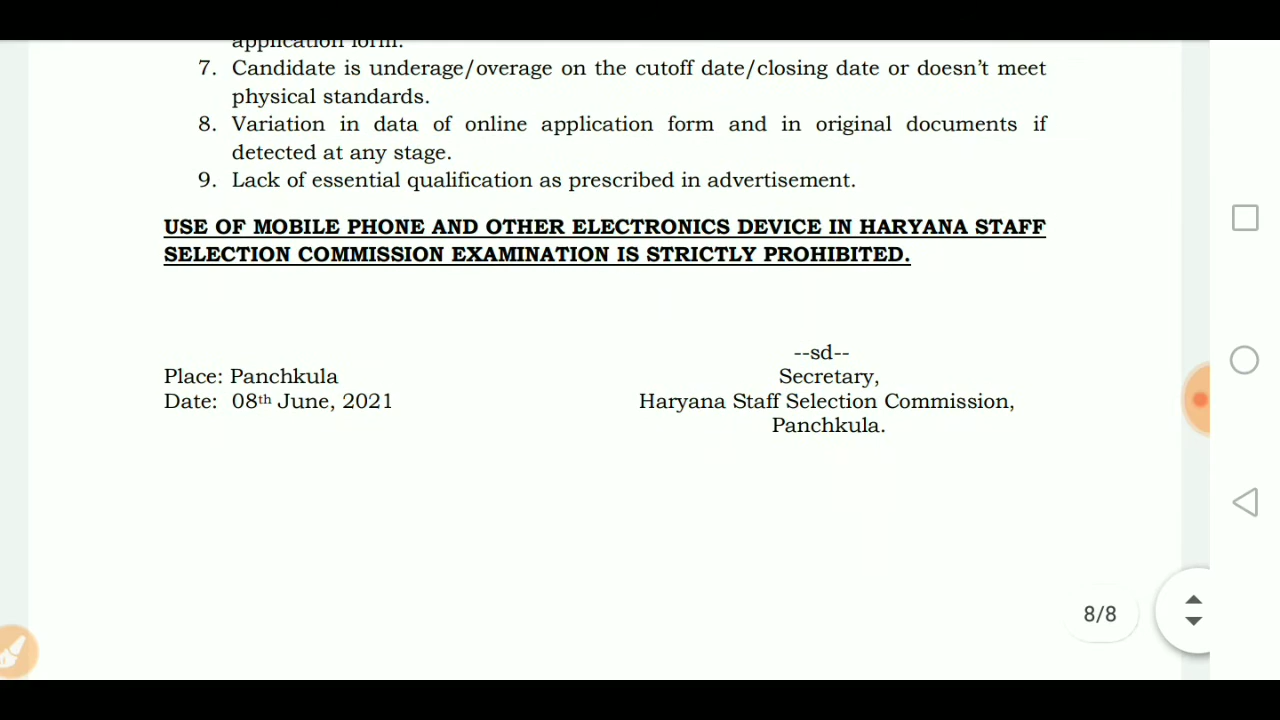 application form.
7. Candidate is underage/overage on the cutoff date/closing date or doesn't meet
physical standards.
8. Variation in data of online application form and in original documents if
detected at any stage.
9. Lack of essential qualification as prescribed in advertisement.
USE OF MOBILE PHONE AND OTHER ELECTRONICS DEVICE IN HARYANA STAFF
SELECTION COMMISSION EXAMINATION IS STRICTLY PROHIBITED.
--sd--
Place: Panchkula
Secretary,
Date: 08th June, 2021
Haryana Staff Selection Commission,
Panchkula.
8/8